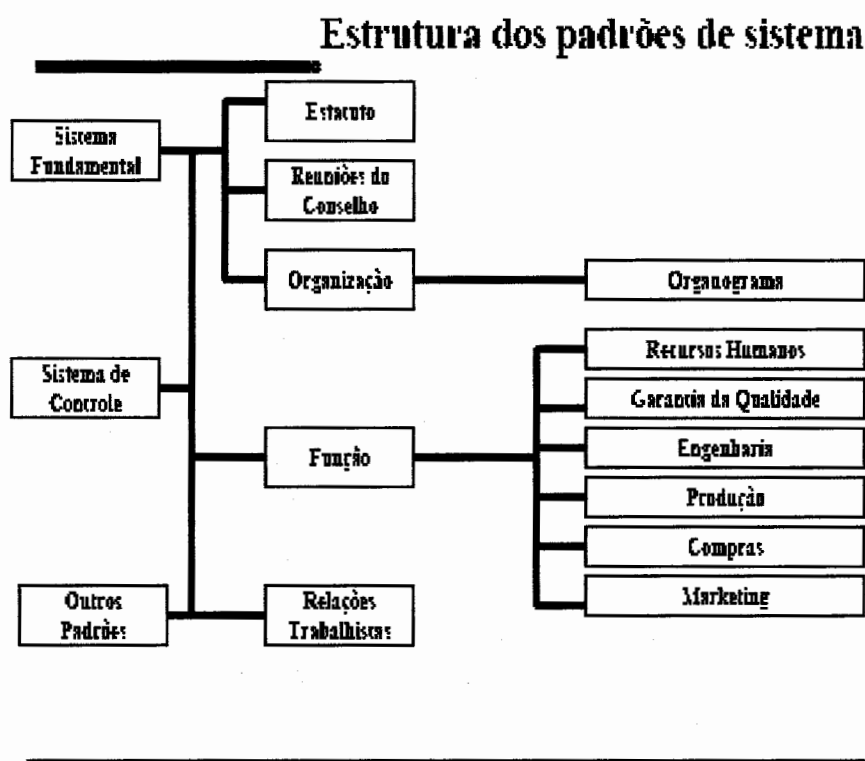 Estrutura dos padrões de sistema
Estatuto
Sistema
Fundamental
Reuniões do
Conselho
Organização
Organograma
Recursos Humanos
Sistema de
Controle
Garantia da Qualidade
Função
Engenharia
Produção
Compras
Marketing
Outros
Padrões
Relações
Trabalhistas